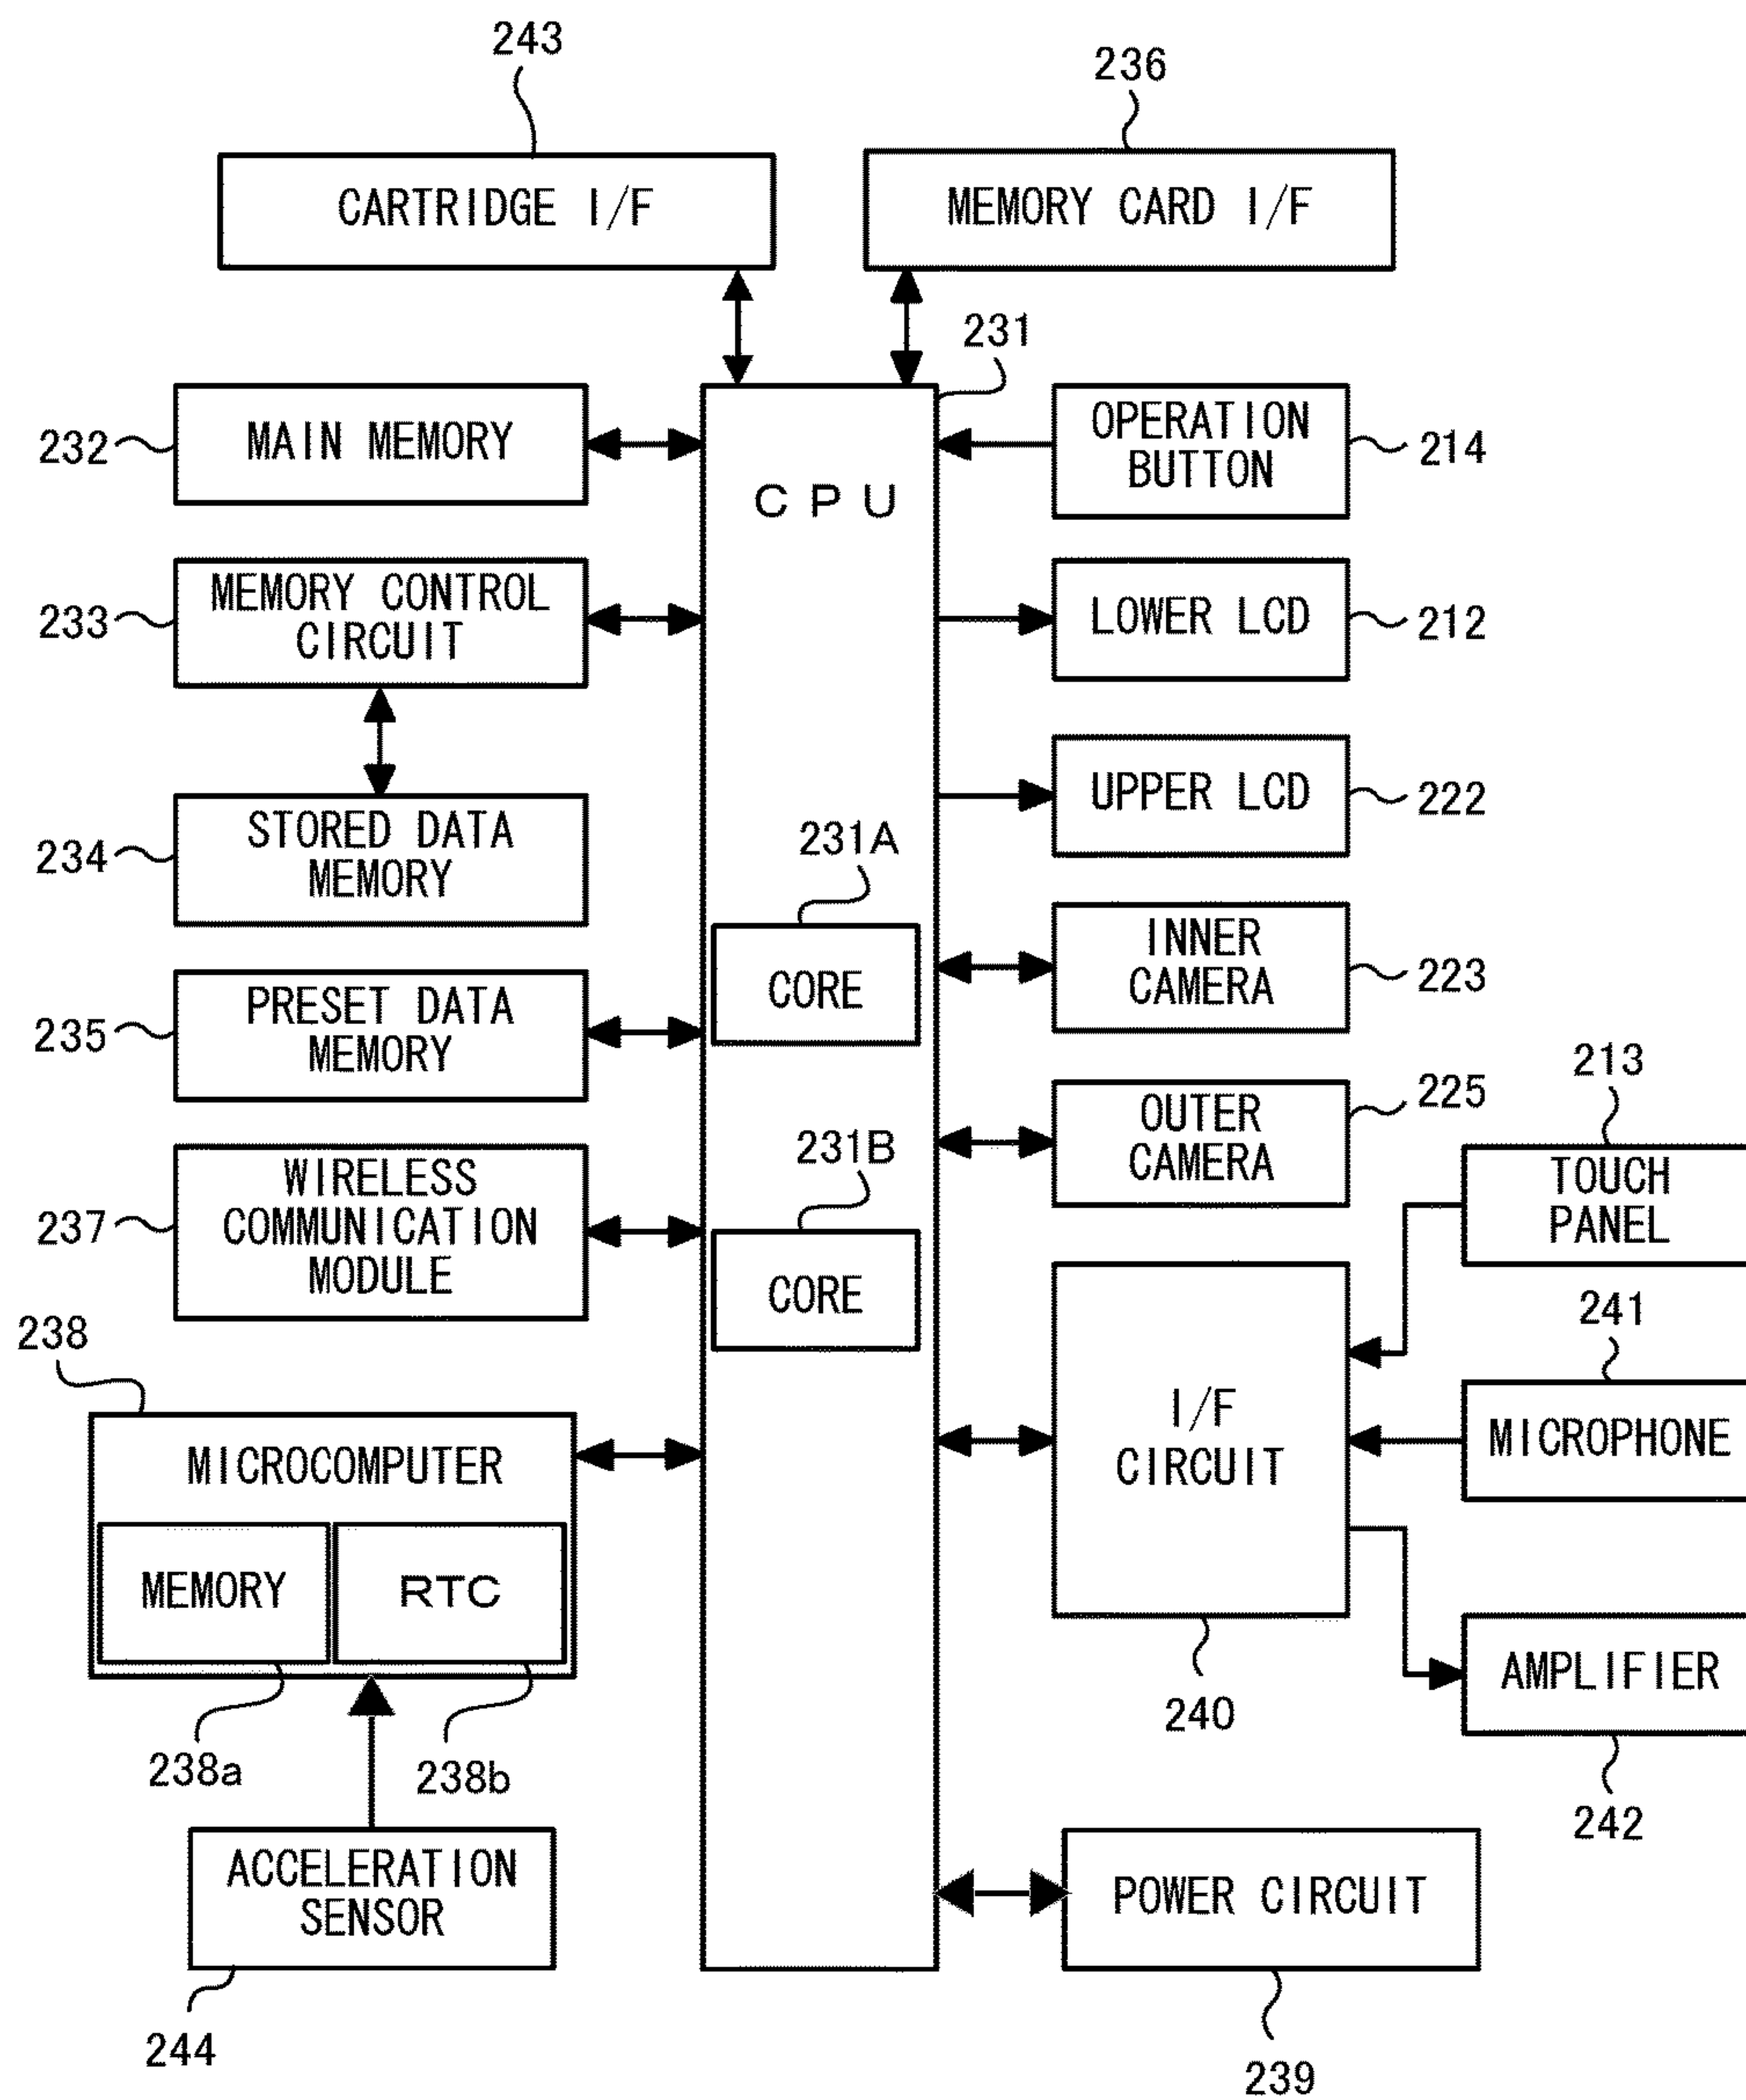 243
236
CARTRIDGE I/F
MEMORY CARD I/F
231
232
MAIN MEMORY
CPU
OPERATION
BUTTON
214
233
MEMORY CONTROL
CIRCUIT
LOWER LCD
212
234
STORED DATA
MEMORY
UPPER LCD
222
231A
CORE
INNER
CAMERA
223
235
PRESET DATA
MEMORY
OUTER
CAMERA
225
213
TOUCH
PANEL
237
WIRELESS
COMMUNICATION
MODULE
231B
CORE
238
MICROCOMPUTER
MEMORY
RTC
238a
238b
I/F
CIRCUIT
240
241
MICROPHONE
AMPLIFIER
242
ACCELERATION
SENSOR
244
POWER CIRCUIT
239